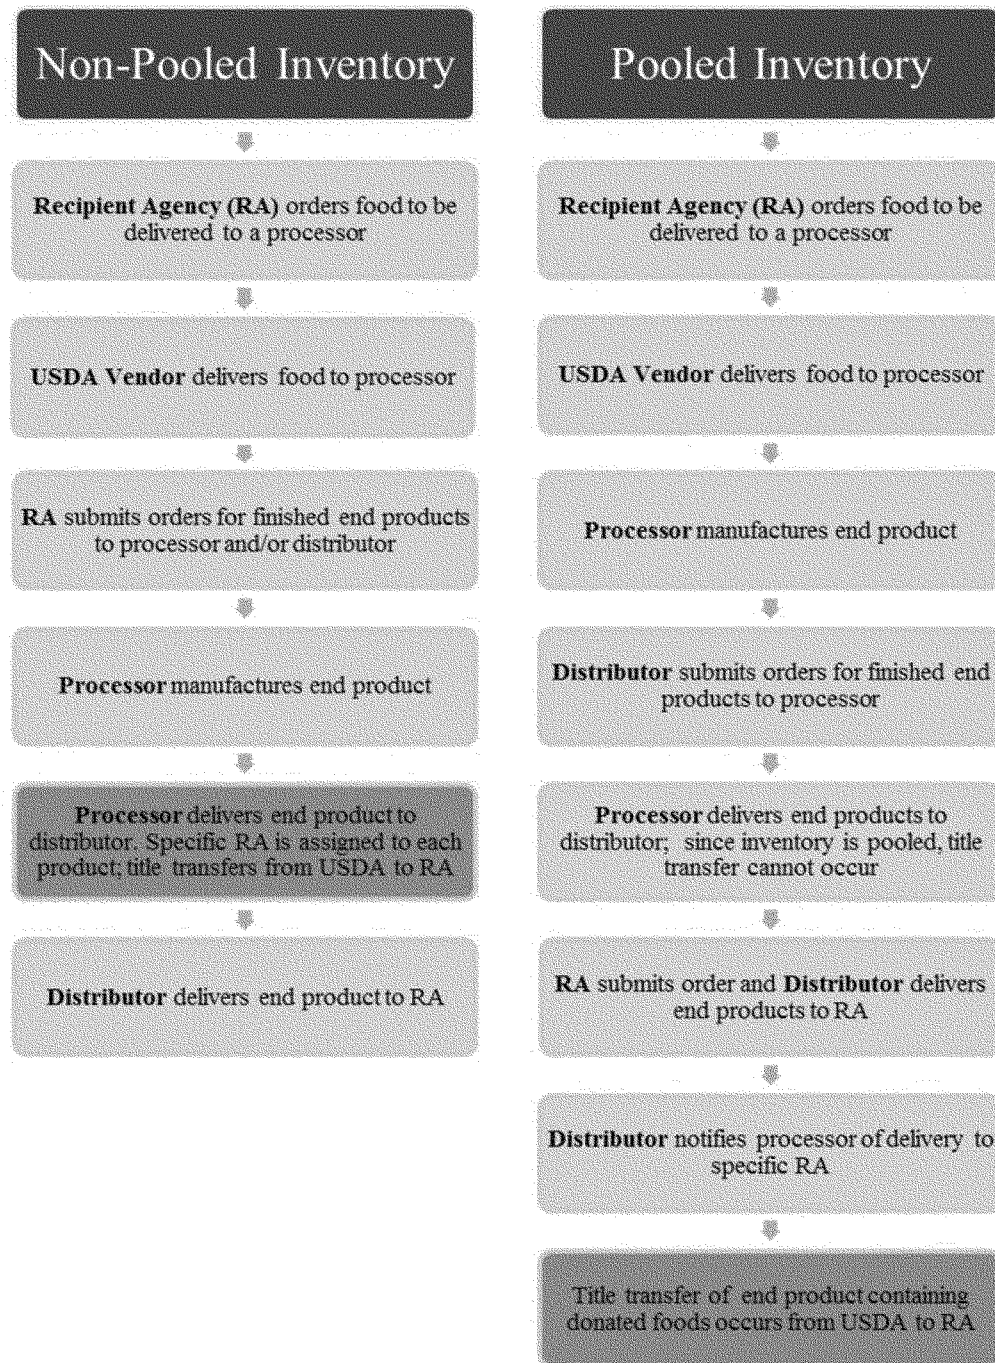 Non-Pooled Inventory
Recipient Agency (RA) orders food to be
delivered to a processor
USDA Vendor delivers food to processor
RA submits orders for finished end products
to processor and/or distributor
Processor manufactures end product
Processor delivers end product to
distributor. Specific RA is assigned to each
product; title transfers from USDA to RA
Distributor delivers end product to RA
Pooled Inventory
Recipient Agency (RA) orders food to be
delivered to a processor
USDA Vendor delivers food to processor
Processor manufactures end product
Distributor submits orders for finished end
products to processor
Processor delivers end products to
distributor; since inventory is pooled, title
transfer cannot occur
RA submits order and Distributor delivers
end products to RA
Distributor notifies processor of delivery to
specific RA
Title transfer of end product containing
donated foods occurs from USDA to RA